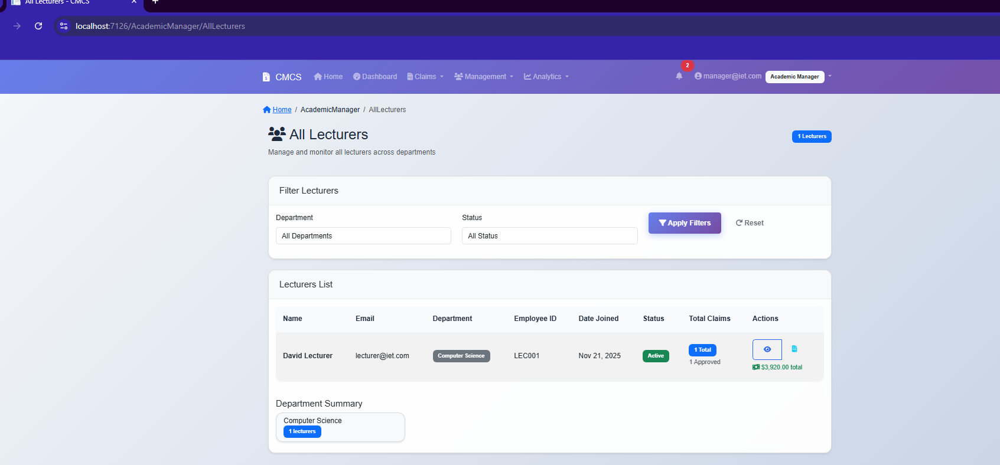 All Lecturers - CMCS
localhost:7126/AcademicManager/AllLecturers
CMCS Home Dashboard Claims Management Analytics 2 manager@iet.com Academic Manager
Home / AcademicManager / AllLecturers
All Lecturers
1 Lecturers
Manage and monitor all lecturers across departments
Filter Lecturers
Department Status
All Departments All Status Apply Filters Reset
Lecturers List
Name Email Department Employee ID Date Joined Status Total Claims Actions
David Lecturer lecturer@iet.com Computer Science LEC001 Nov 21, 2025 Active 1 Total
1 Approved $3,920.00 total
Department Summary
Computer Science
1 lecturers